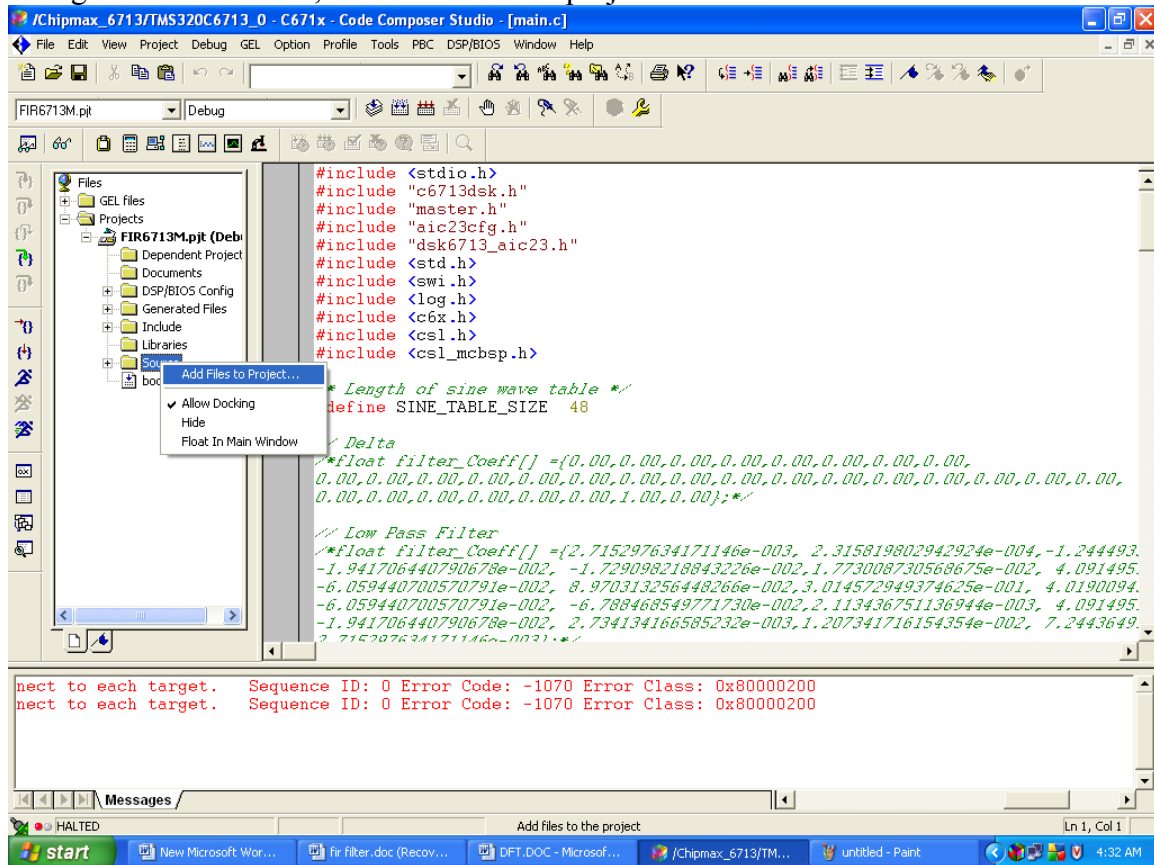 /Chipmax_6713/TMS320C6713_0 - C671x - Code Composer Studio - [main.c]
File Edit View Project Debug GEL Option Profile Tools PBC DSP/BIOS Window Help
FIR6713M.pjt Debug
Files
GEL files
Projects
FIR6713M.pjt (Deb
Dependent Project
Documents
DSP/BIOS Config
Generated Files
Include
Libraries
Source
boo
Add Files to Project...
Allow Docking
Hide
Float In Main Window
#include <stdio.h>
#include "c6713dsk.h"
#include "master.h"
#include "aic23cfg.h"
#include "dsk6713_aic23.h"
#include <std.h>
#include <swi.h>
#include <log.h>
#include <c6x.h>
#include <csl.h>
#include <csl_mcbsp.h>
* Length of sine wave table */
define SINE_TABLE_SIZE 48
/ Delta
/*float filter_Coeff[] ={0.00,0.00,0.00,0.00,0.00,0.00,0.00,0.00,
0.00,0.00,0.00,0.00,0.00,0.00,0.00,0.00,0.00,0.00,0.00,0.00,0.00,
0.00,0.00,0.00,0.00,0.00,0.00,1.00,0.00};*/
// Low Pass Filter
/*float filter_Coeff[] ={2.715297634171146e-003, 2.315819802942924e-004,-1.244493.
-1.941706440790678e-002, -1.729098218843226e-002,1.773008730568675e-002, 4.091495.
-6.059440700570791e-002, 8.970313256448266e-002,3.014572949374625e-001, 4.0190094.
-6.059440700570791e-002, -6.788468549771730e-002,2.113436751136944e-003, 4.091495.
-1.941706440790678e-002, 2.734134166585232e-003,1.207341716154354e-002, 7.2443649.
2.715297634171146e-003};*/
nect to each target. Sequence ID: 0 Error Code: -1070 Error Class: 0x80000200
nect to each target. Sequence ID: 0 Error Code: -1070 Error Class: 0x80000200
Messages
HALTED Add files to the project Ln 1, Col 1
start New Microsoft Wor... fir filter.doc (Recov... DFT.DOC - Microsof... /Chipmax_6713/TM... untitled - Paint 4:32 AM